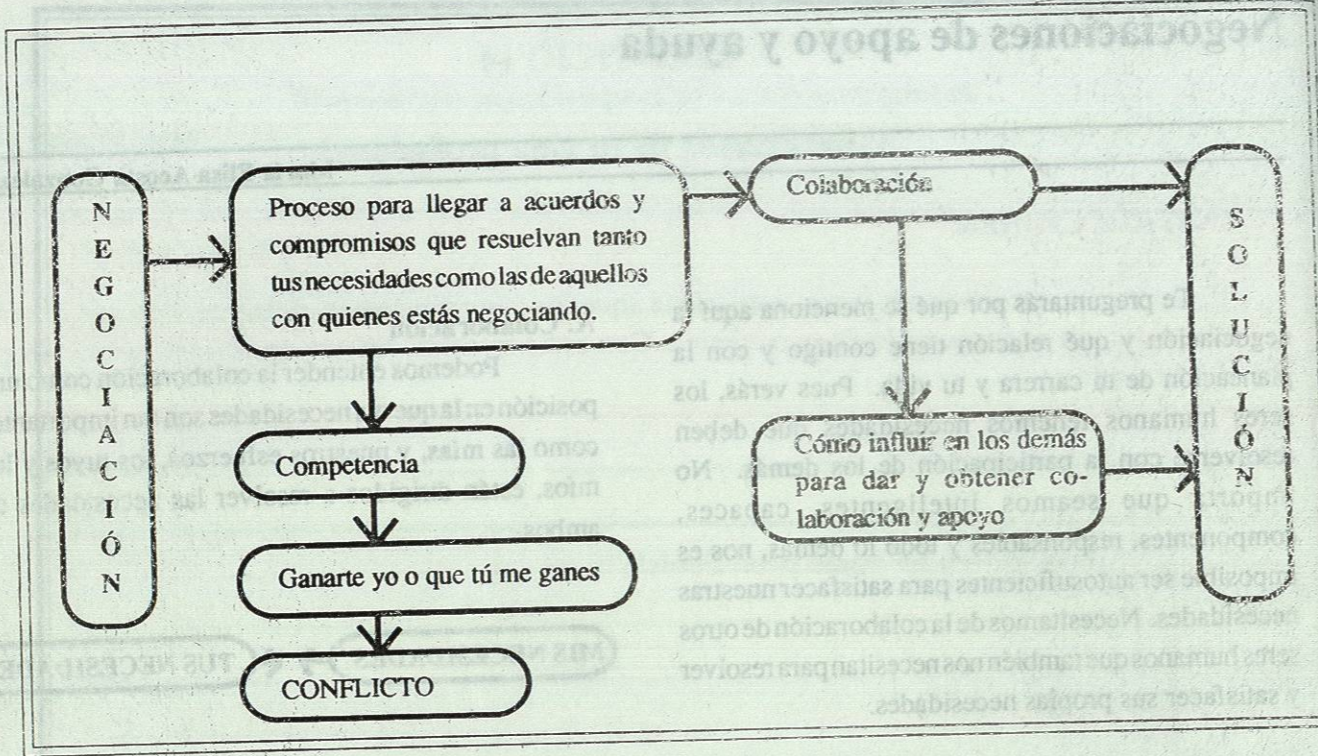 NEGOCIACIÓN
Proceso para llegar a acuerdos y
compromisos que resuelvan tanto
tus necesidades como las de aquellos
con quienes estás negociando.
Colaboración
Cómo influir en los demás
para dar y obtener co-
laboración y apoyo
SOLUCIÓN
Competencia
Ganarte yo o que tú me ganes
CONFLICTO
Negociaciones de apoyo y ayuda
Te preguntarás por qué se menciona aquí la
negociación y qué relación tiene contigo y con la
planeación de tu carrera y tu vida. Pues verás, los
seres humanos tenemos necesidades que deben
resolverse con la participación de los demás. No
importa que seamos inteligentes, capaces,
componentes, responsables y todo lo demás, nos es
imposible ser autosuficientes para satisfacer nuestras
necesidades. Necesitamos de la colaboración de otros
seres humanos que también nos necesitan para resolver
y satisfacer sus propias necesidades.
A. Colaboración
Podemos entender la colaboración como
posición en la que necesidades son tan importantes
como las mías, y nuestros esfuerzos, los tuyos y los
míos, están dirigidos a resolver las necesidades de
ambos.
MIS NECESIDADES
TUS NECESIDADES